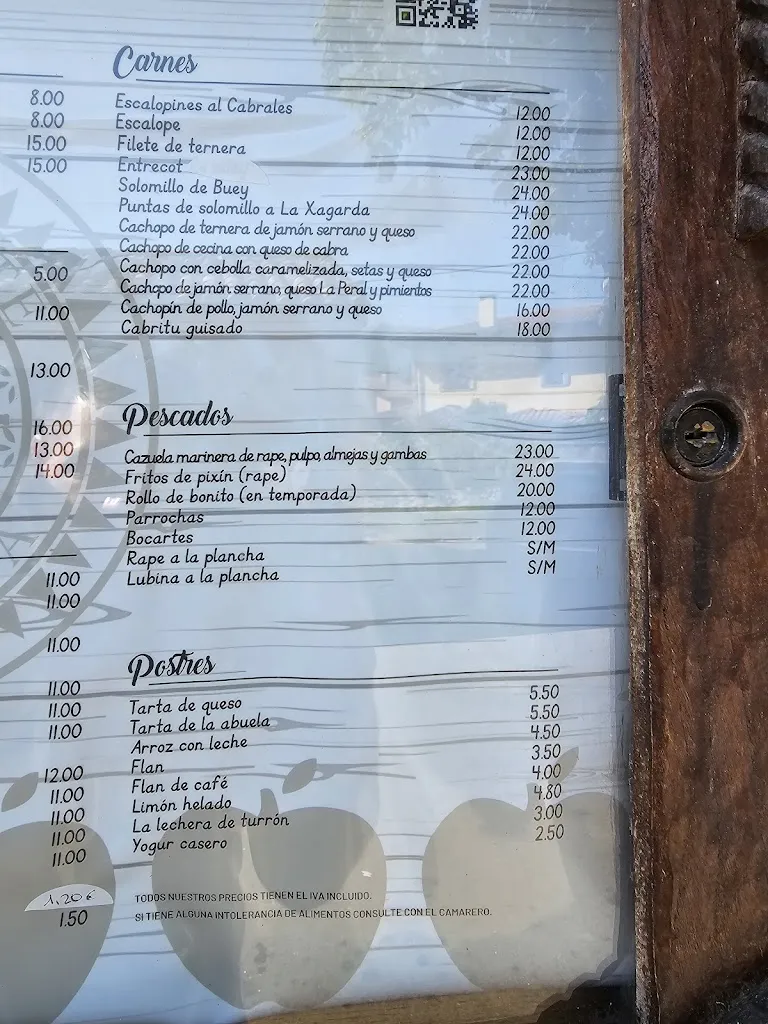 8.00
8.00
15.00
15.00
5.00
11.00
13.00
16.00
13.00
14.00
11.00
11.00
11.00
11.00
11.00
11.00
12.00
11.00
11.00
11.00
11.00
1,20 €
1.50
Carnes
Escalopines al Cabrales 12.00
Escalope 12.00
Filete de ternera 12.00
Entrecot 23.00
Solomillo de Buey 24.00
Puntas de solomillo a La Xagarda 24.00
Cachopo de ternera de jamón serrano y queso 22.00
Cachopo de cecina con queso de cabra 22.00
Cachopo con cebolla caramelizada, setas y queso 22.00
Cachopo de jamón serrano, queso La Peral y pimientos 22.00
Cachopín de pollo, jamón serrano y queso 16.00
Cabritu guisado 18.00
Pescados
Cazuela marinera de rape, pulpo, almejas y gambas 23.00
Fritos de pixín (rape) 24.00
Rollo de bonito (en temporada) 2000
Parrochas 12.00
Bocartes 12.00
Rape a la plancha S/M
Lubina a la plancha S/M
Postres
Tarta de queso 5.50
Tarta de la abuela 5.50
Arroz con leche 4.50
Flan 3.50
Flan de café 4.00
Limón helado 4.80
La lechera de turrón 3.00
Yogur casero 2.50
TODOS NUESTROS PRECIOS TIENEN EL IVA INCLUIDO.
SI TIENE ALGUNA INTOLERANCIA DE ALIMENTOS CONSULTE CON EL CAMARERO.